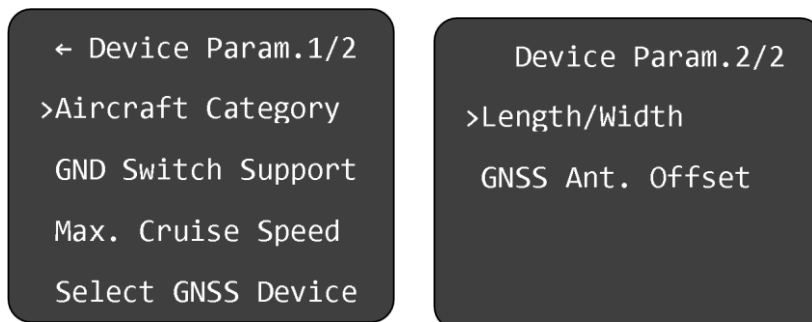 ← Device Param.1/2
>Aircraft Category
GND Switch Support
Max. Cruise Speed
Select GNSS Device
Device Param.2/2
>Length/Width
GNSS Ant. Offset